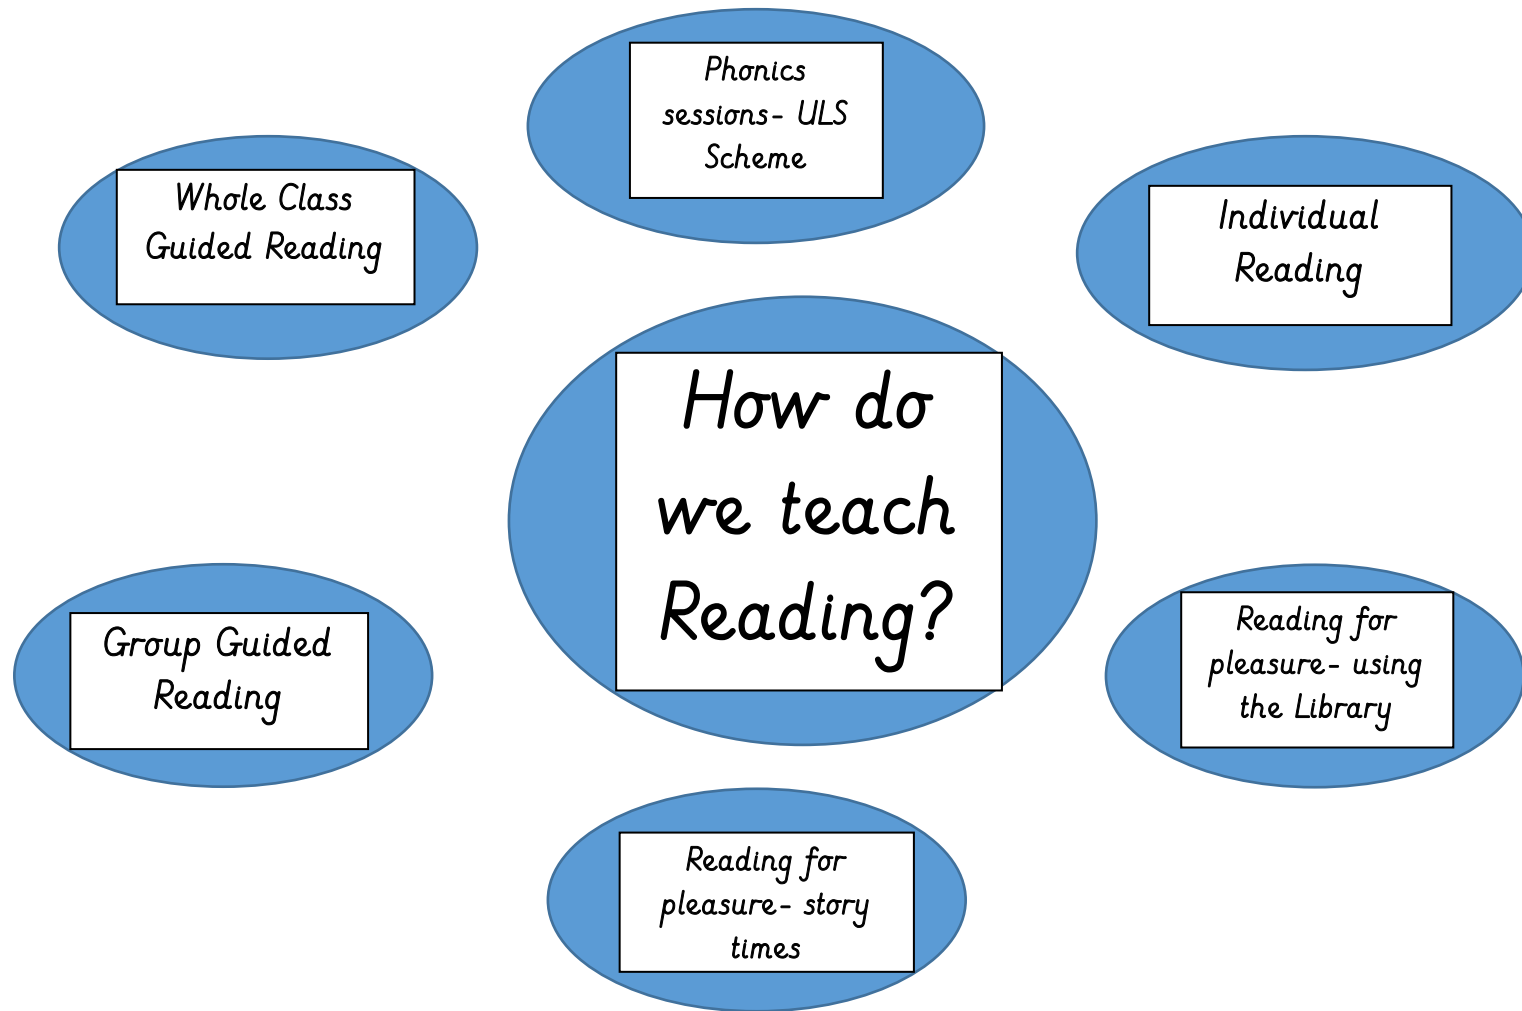 Phonics
sessions- ULS
Scheme
Whole Class
Guided Reading
Individual
Reading
How do
we teach
Reading?
Group Guided
Reading
Reading for
pleasure- using
the Library
Reading for
pleasure- story
times